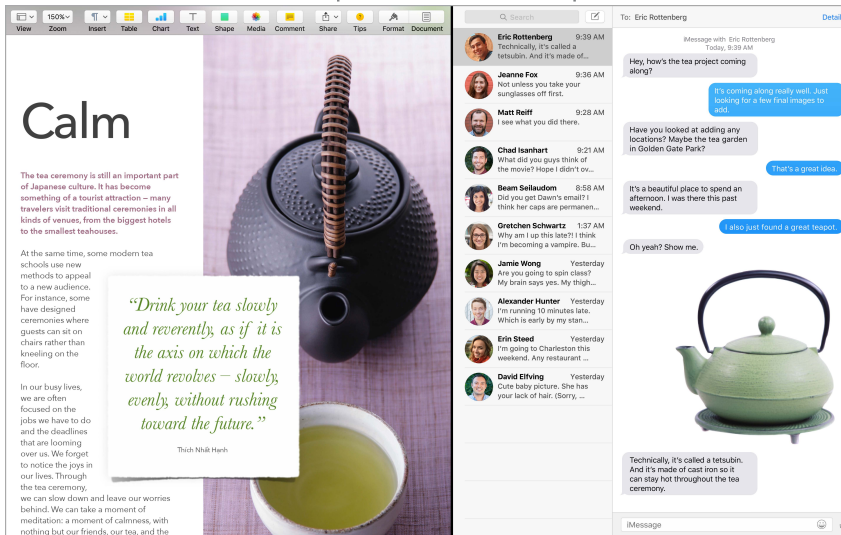 150%
View
Zoom
Insert
Table
Chart
Text
Shape
Media
Comment
Share
Tips
Format
Document
Calm
The tea ceremony is still an important part
of Japanese culture. It has become
something of a tourist attraction – many
travelers visit traditional ceremonies in all
kinds of venues, from the biggest hotels
to the smallest teahouses.
At the same time, some modern tea
schools use new
methods to appeal
to a new audience.
For instance, some
have designed
ceremonies where
guests can sit on
chairs rather than
kneeling on the
floor.
In our busy lives,
we are often
focused on the
jobs we have to do
and the deadlines
that are looming
over us. We forget
to notice the joys in
our lives. Through
the tea ceremony,
we can slow down and leave our worries
behind. We can take a moment of
meditation: a moment of calmness, with
nothing but our friends, our tea, and the
“Drink your tea slowly
and reverently, as if it is
the axis on which the
world revolves – slowly,
evenly, without rushing
toward the future.”
Thích Nhất Hạnh
Search
Eric Rottenberg 9:39 AM
Technically, it's called a
tetsubin. And it's made of...
Jeanne Fox 9:36 AM
Not unless you take your
sunglasses off first.
Matt Reiff 9:28 AM
I see what you did there.
Chad Isanhart 9:21 AM
What did you guys think of
the movie? Hope I didn't ov...
Beam Seilaudom 8:58 AM
Did you get Dawn's email? I
think her caps are permanen...
Gretchen Schwartz 1:37 AM
Why am I up this late?! I think
I'm becoming a vampire. Bu...
Jamie Wong Yesterday
Are you going to spin class?
My brain says yes. My thigh...
Alexander Hunter Yesterday
I'm running 10 minutes late.
Which is early by my stan...
Erin Steed Yesterday
I'm going to Charleston this
weekend. Any restaurant ...
David Elfving Yesterday
Cute baby picture. She has
your lack of hair. (Sorry, ...
To: Eric Rottenberg
Detail
iMessage with Eric Rottenberg
Today, 9:39 AM
Hey, how's the tea project coming
along?
It's coming along really well. Just
looking for a few final images to
add.
Have you looked at adding any
locations? Maybe the tea garden
in Golden Gate Park?
That's a great idea.
It's a beautiful place to spend an
afternoon. I was there this past
weekend.
I also just found a great teapot.
Oh yeah? Show me.
Technically, it's called a tetsubin.
And it's made of cast iron so it
can stay hot throughout the tea
ceremony.
iMessage